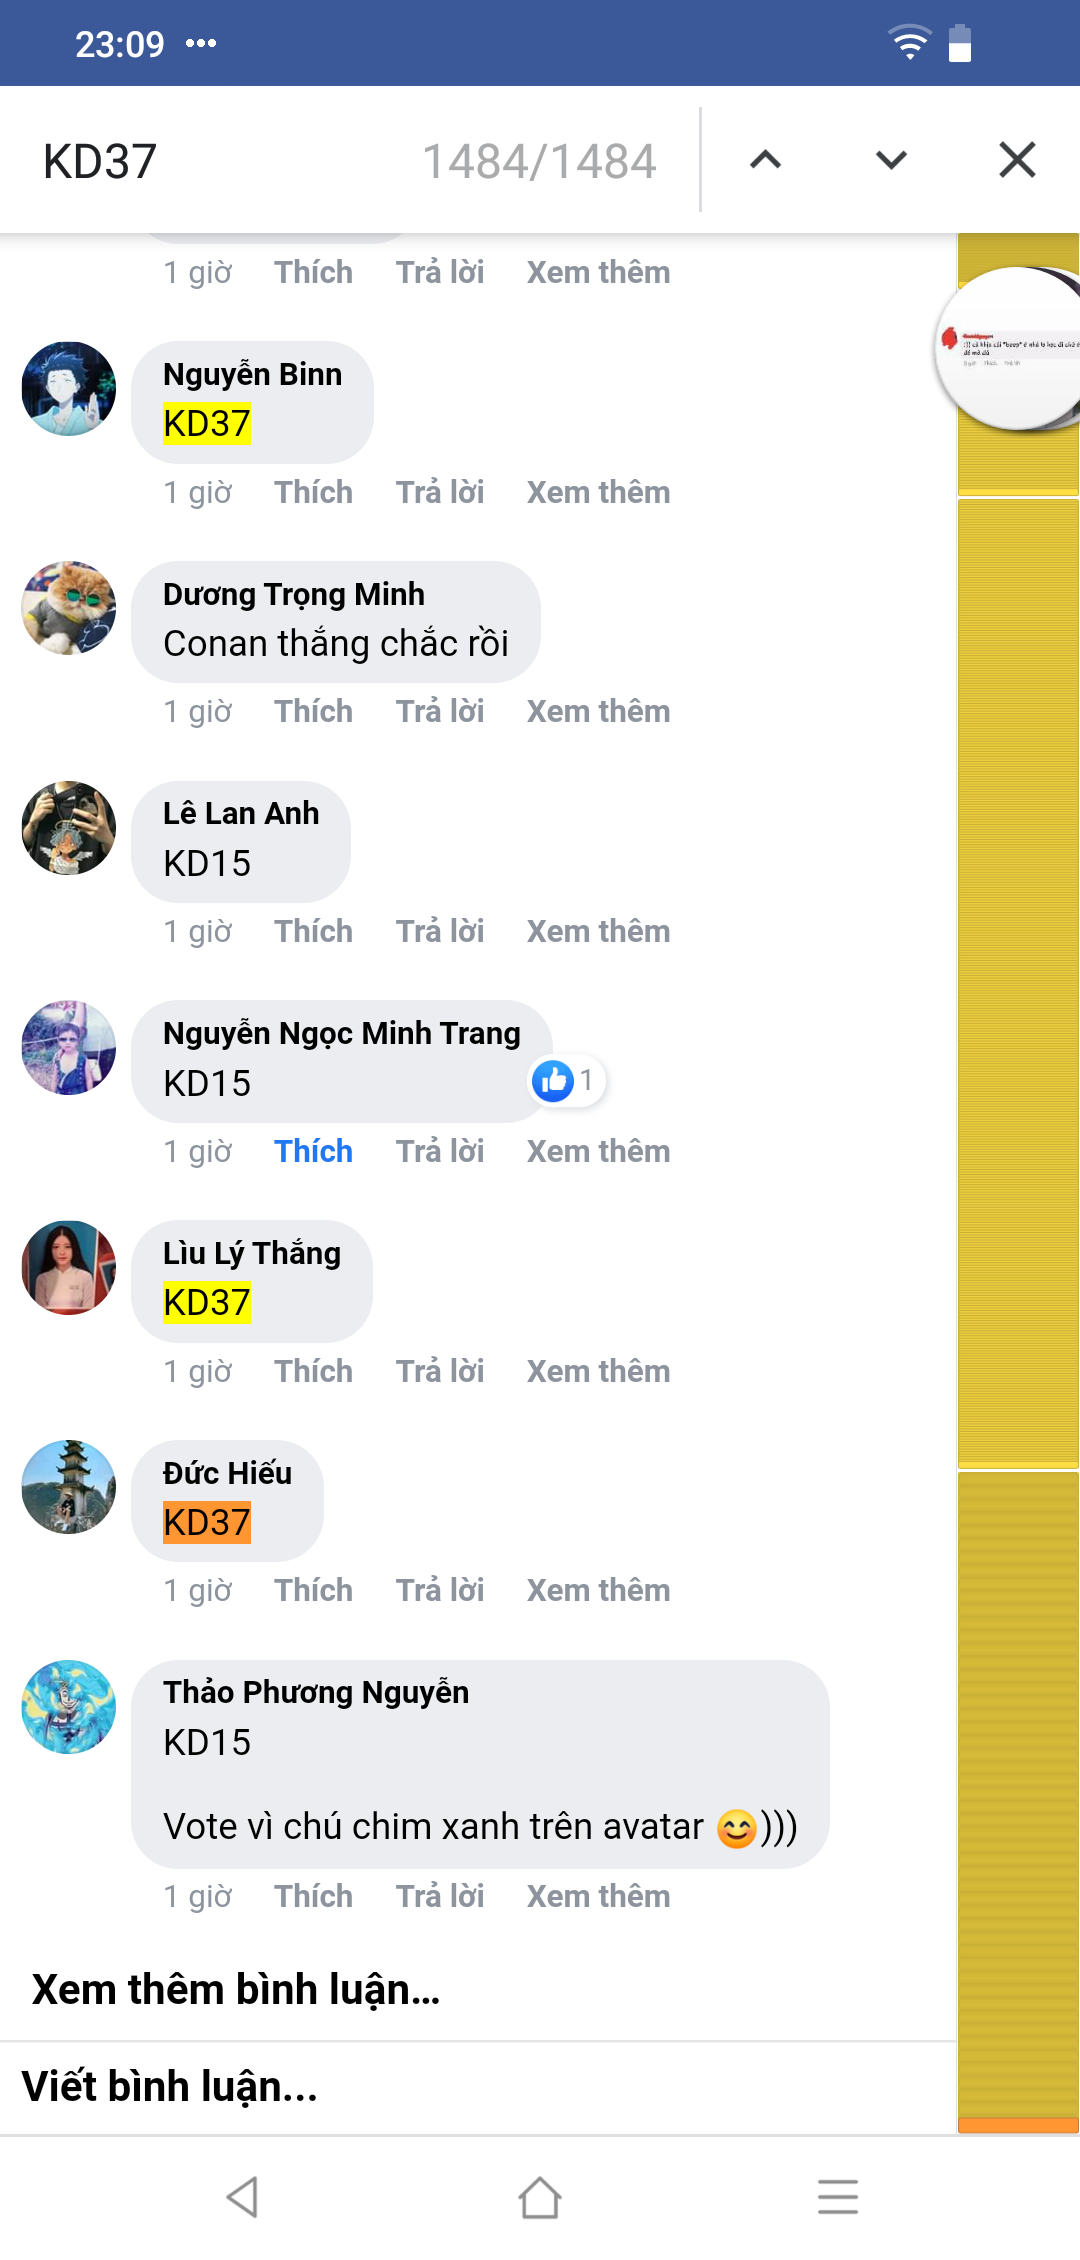 23:09 •••
KD37 1484/1484
1 giờ Thích Trả lời Xem thêm
Nguyễn Binn
KD37
1 giờ Thích Trả lời Xem thêm
Dương Trọng Minh
Conan thắng chắc rồi
1 giờ Thích Trả lời Xem thêm
Lê Lan Anh
KD15
1 giờ Thích Trả lời Xem thêm
Nguyễn Ngọc Minh Trang
KD15
1
1 giờ Thích Trả lời Xem thêm
Lìu Lý Thắng
KD37
1 giờ Thích Trả lời Xem thêm
Đức Hiếu
KD37
1 giờ Thích Trả lời Xem thêm
Thảo Phương Nguyễn
KD15
Vote vì chú chim xanh trên avatar 😊)))
1 giờ Thích Trả lời Xem thêm
Xem thêm bình luận...
Viết bình luận...